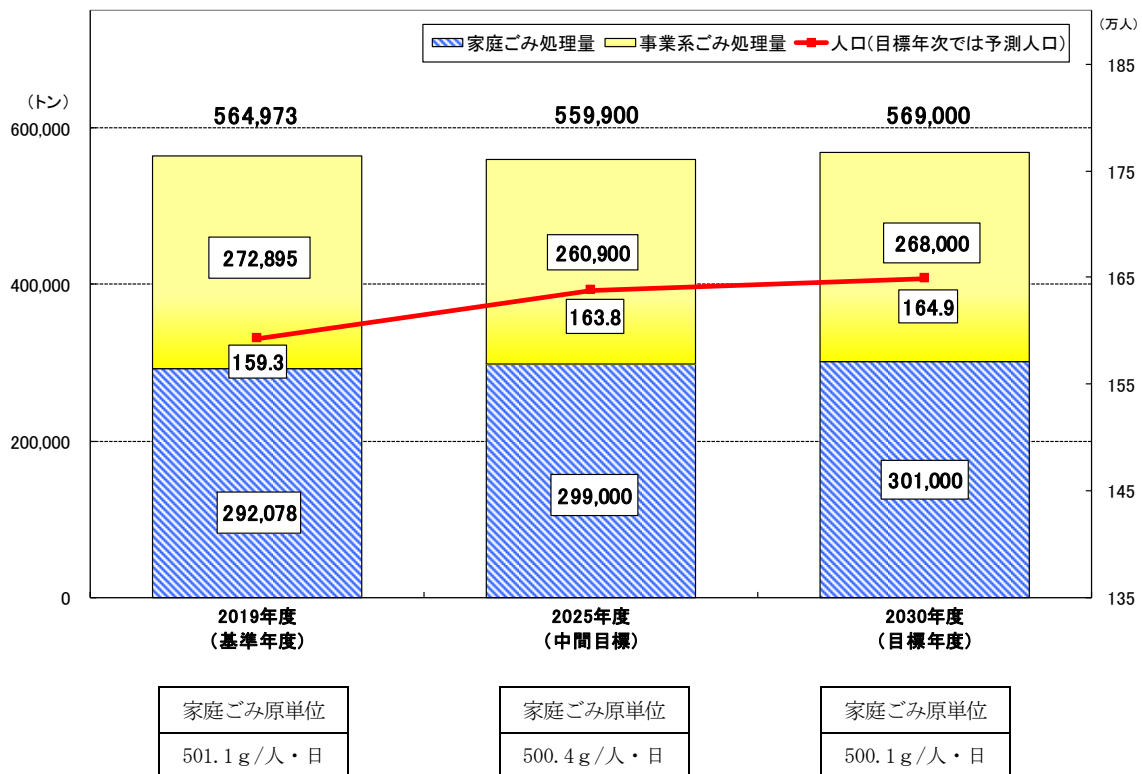 (万人)
家庭ごみ処理量 事業系ごみ処理量 人口(目標年次では予測人口)
185
(トン)
564,973 559,900 569,000
600,000
175
272,895 260,900 268,000
400,000
165
159.3 163.8 164.9
155
200,000
292,078 299,000 301,000
145
0
135
2019年度 2025年度 2030年度
(基準年度) (中間目標) (目標年度)
家庭ごみ原単位 家庭ごみ原単位 家庭ごみ原単位
501.1g/人・日 500.4g/人・日 500.1g/人・日